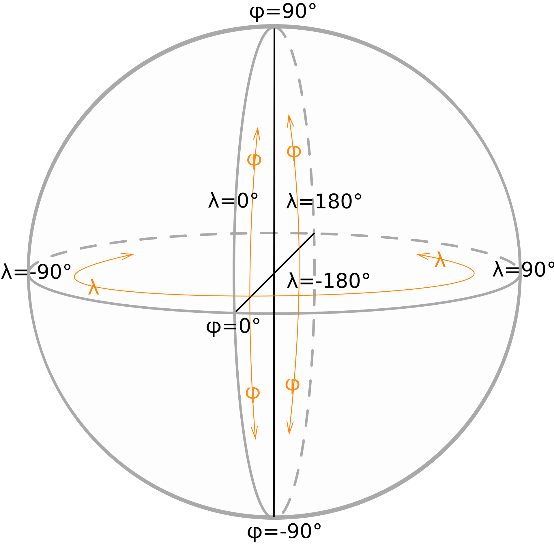 φ=90°
φ
φ
λ=0°
λ=180°
λ=-90°
λ
λ
λ=90°
λ=-180°
φ=0°
φ
φ
φ=-90°